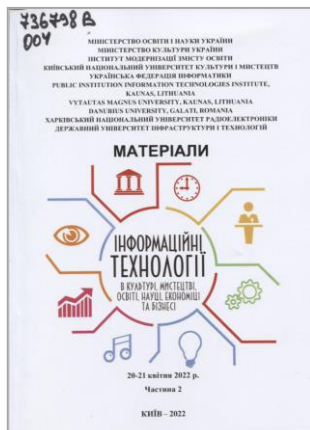 736798 В
004
МІНІСТЕРСТВО ОСВІТИ І НАУКИ УКРАЇНИ
МІНІСТЕРСТВО КУЛЬТУРИ УКРАЇНИ
ІНСТИТУТ МОДЕРНІЗАЦІЇ ЗМІСТУ ОСВІТИ
КИЇВСЬКИЙ НАЦІОНАЛЬНИЙ УНІВЕРСИТЕТ КУЛЬТУРИ І МИСТЕЦТВ
УКРАЇНСЬКА ФЕДЕРАЦІЯ ІНФОРМАТИКИ
PUBLIC INSTITUTION INFORMATION TECHNOLOGIES INSTITUTE,
KAUNAS, LITHUANIA
VYTAUTAS MAGNUS UNIVERSITY, KAUNAS, LITHUANIA
DANUBIUS UNIVERSITY, GALATI, ROMANIA
ХАРКІВСЬКИЙ НАЦІОНАЛЬНИЙ УНІВЕРСИТЕТ РАДІОЕЛЕКТРОНІКИ
ДЕРЖАВНИЙ УНІВЕРСИТЕТ ІНФРАСТРУКТУРИ І ТЕХНОЛОГІЙ
МАТЕРІАЛИ
ІНФОРМАЦІЙНІ
ТЕХНОЛОГІЇ
В КУЛЬТУРІ, МИСТЕЦТВІ,
ОСВІТІ, НАУЦІ, ЕКОНОМІЦІ
ТА БІЗНЕСІ
20-21 квітня 2022 р.
Частина 2
КИЇВ – 2022